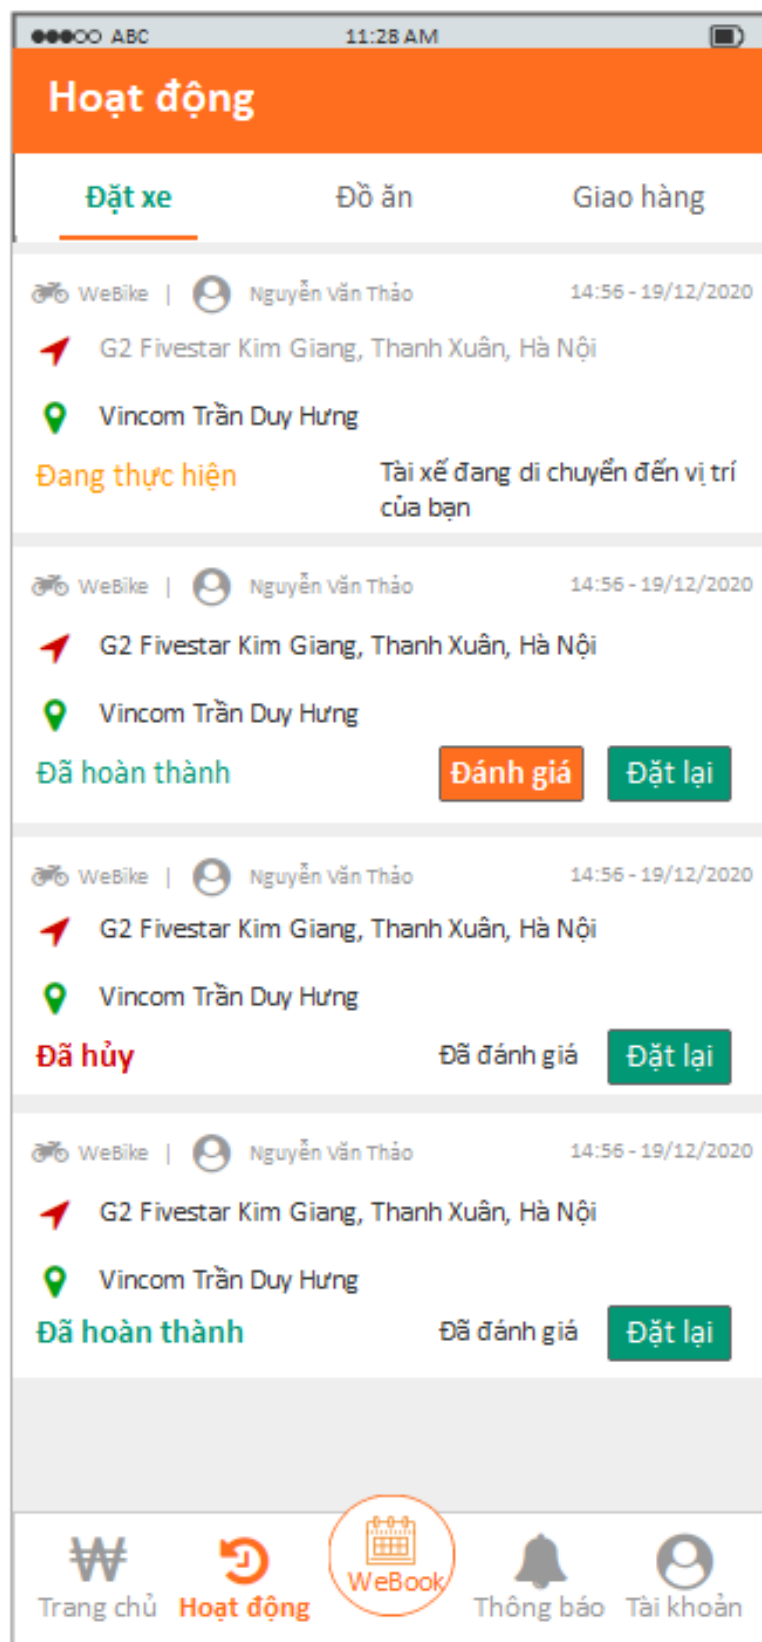 ABC 11:28 AM
Hoạt động
Đặt xe Đồ ăn Giao hàng
WeBike | Nguyễn Văn Thảo 14:56 - 19/12/2020
G2 Fivestar Kim Giang, Thanh Xuân, Hà Nội
Vincom Trần Duy Hưng
Đang thực hiện Tài xế đang di chuyển đến vị trí
của bạn
WeBike | Nguyễn Văn Thảo 14:56 - 19/12/2020
G2 Fivestar Kim Giang, Thanh Xuân, Hà Nội
Vincom Trần Duy Hưng
Đã hoàn thành Đánh giá Đặt lại
WeBike | Nguyễn Văn Thảo 14:56 - 19/12/2020
G2 Fivestar Kim Giang, Thanh Xuân, Hà Nội
Vincom Trần Duy Hưng
Đã hủy Đã đánh giá Đặt lại
WeBike | Nguyễn Văn Thảo 14:56 - 19/12/2020
G2 Fivestar Kim Giang, Thanh Xuân, Hà Nội
Vincom Trần Duy Hưng
Đã hoàn thành Đã đánh giá Đặt lại
WeBook
Trang chủ Hoạt động Thông báo Tài khoản